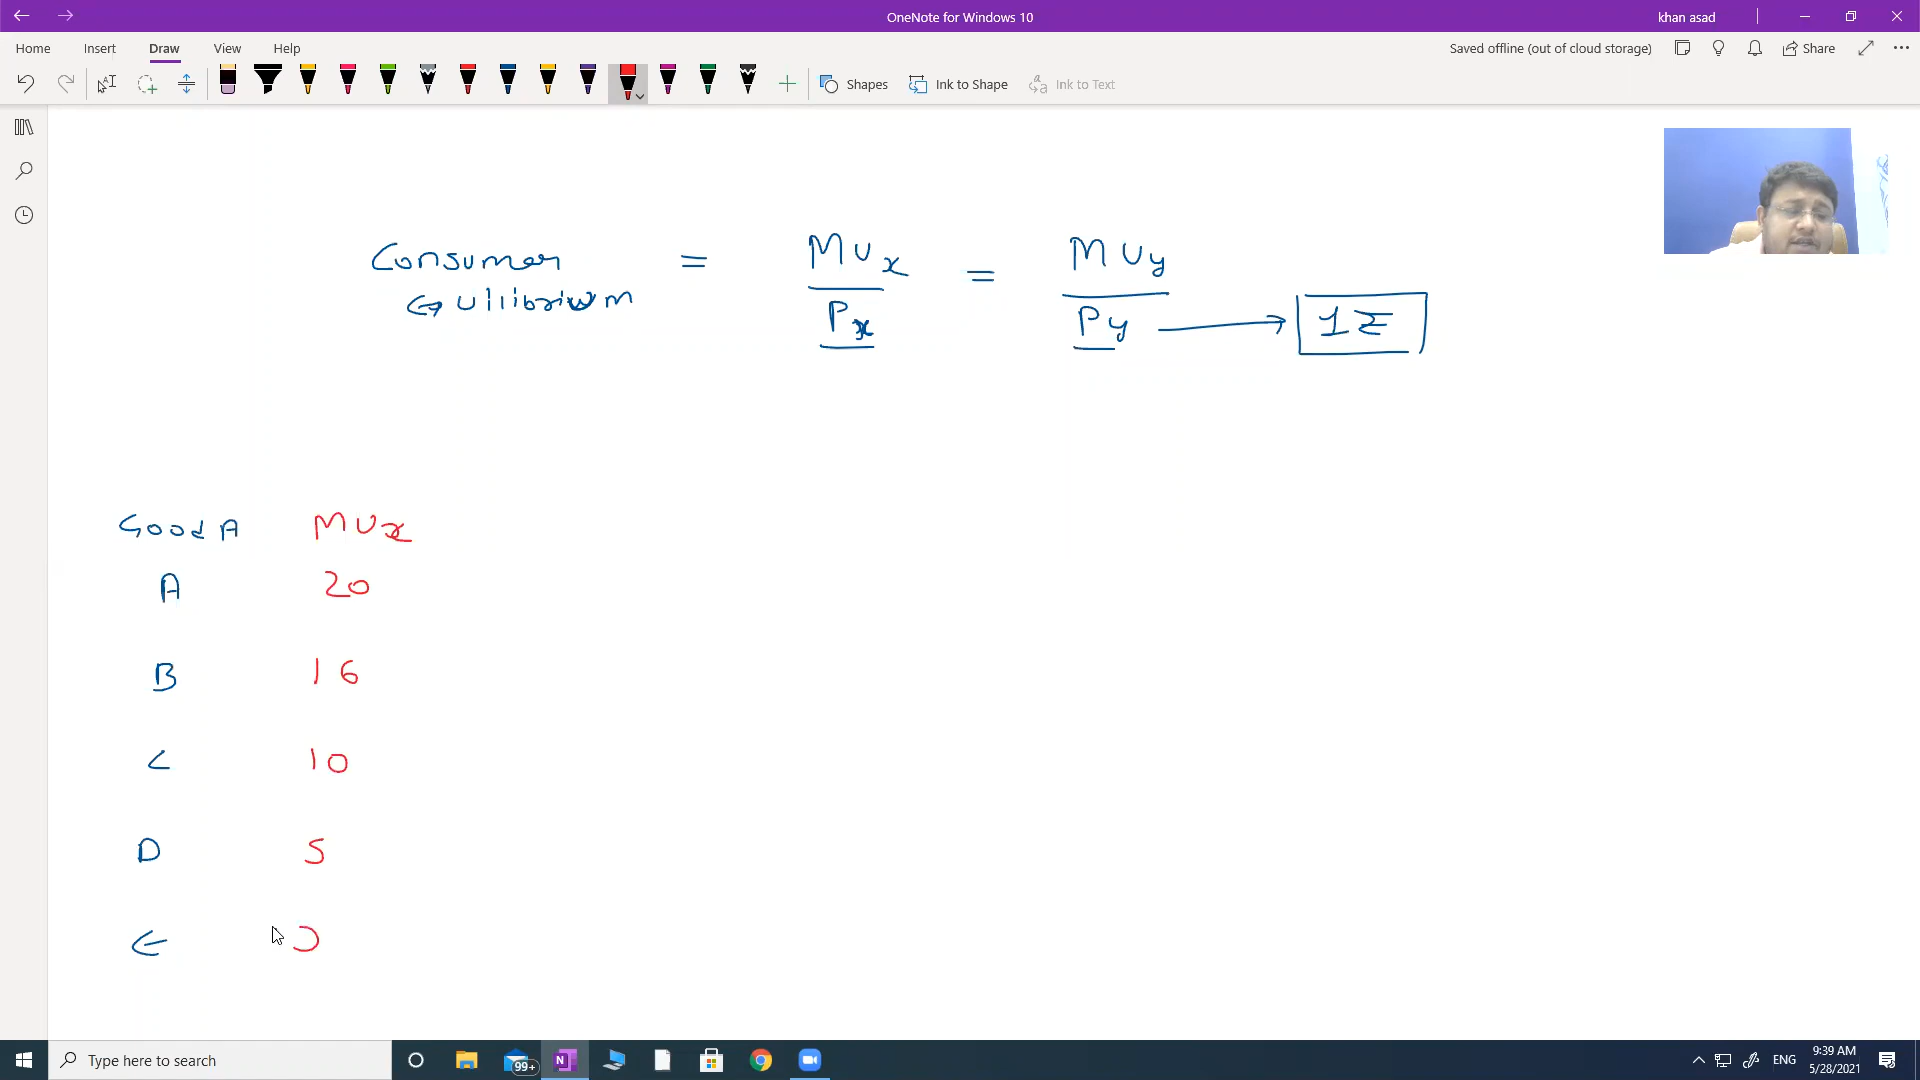 OneNote for Windows 10
khan asad
Home Insert Draw View Help
Saved offline (out of cloud storage)
Share
Shapes
Ink to Shape
Ink to Text
Consumer = MUx = MUy
Px Py → 1
Good A MUx
A 20
B 16
C 10
D 5
E
Type here to search
99+
ENG
9:39 AM
5/28/2021